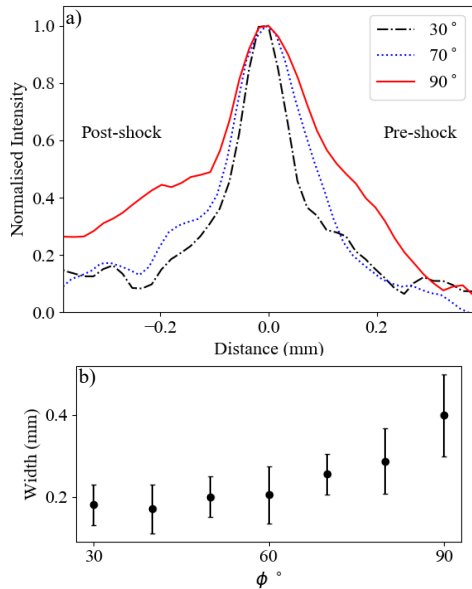 a)
30°
70°
90°
Post-shock
Pre-shock
Normalised Intensity
1.0
0.8
0.6
0.4
0.2
0.0
−0.2
0.0
0.2
Distance (mm)
b)
Width (mm)
0.4
0.2
30
60
90
ϕ °